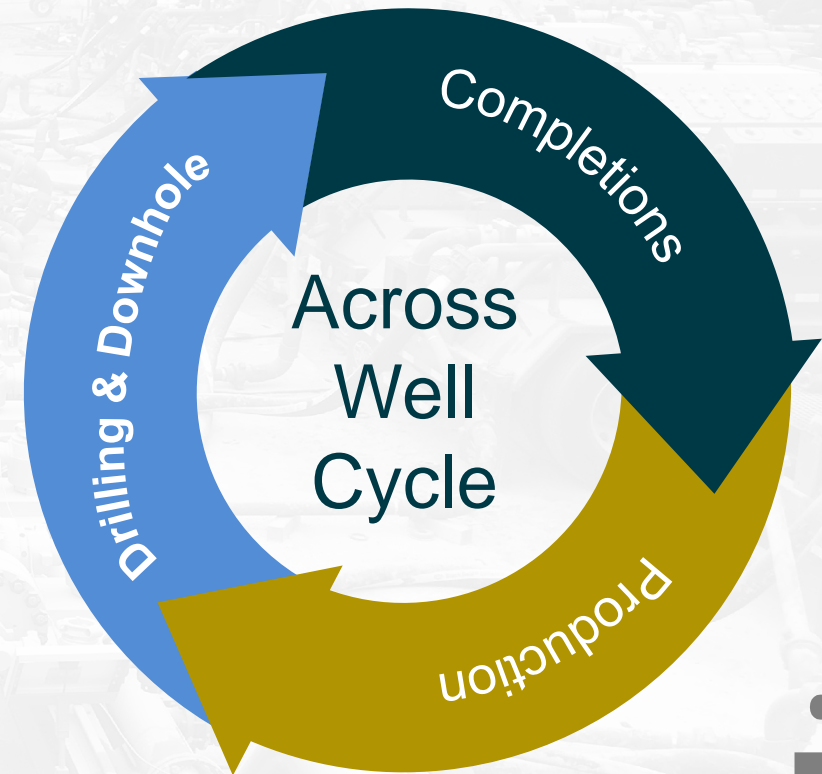 Completions
Drilling & Downhole
Across
Well
Cycle
Production